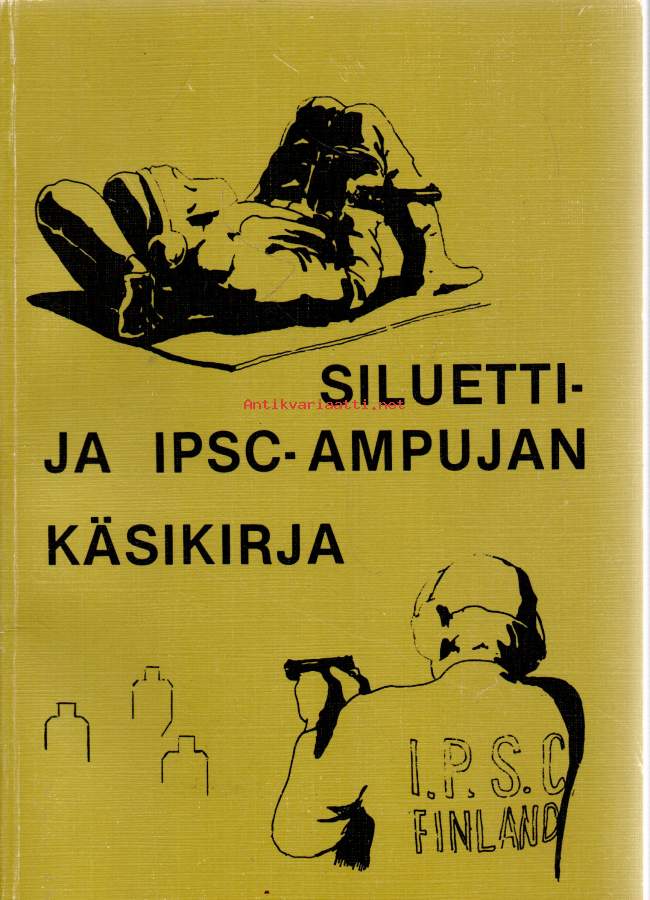 SILUETTI-
Antikvariaatti.net
JA IPSC-AMPUJAN
KÄSIKIRJA
I.P.S.C
FINLAND